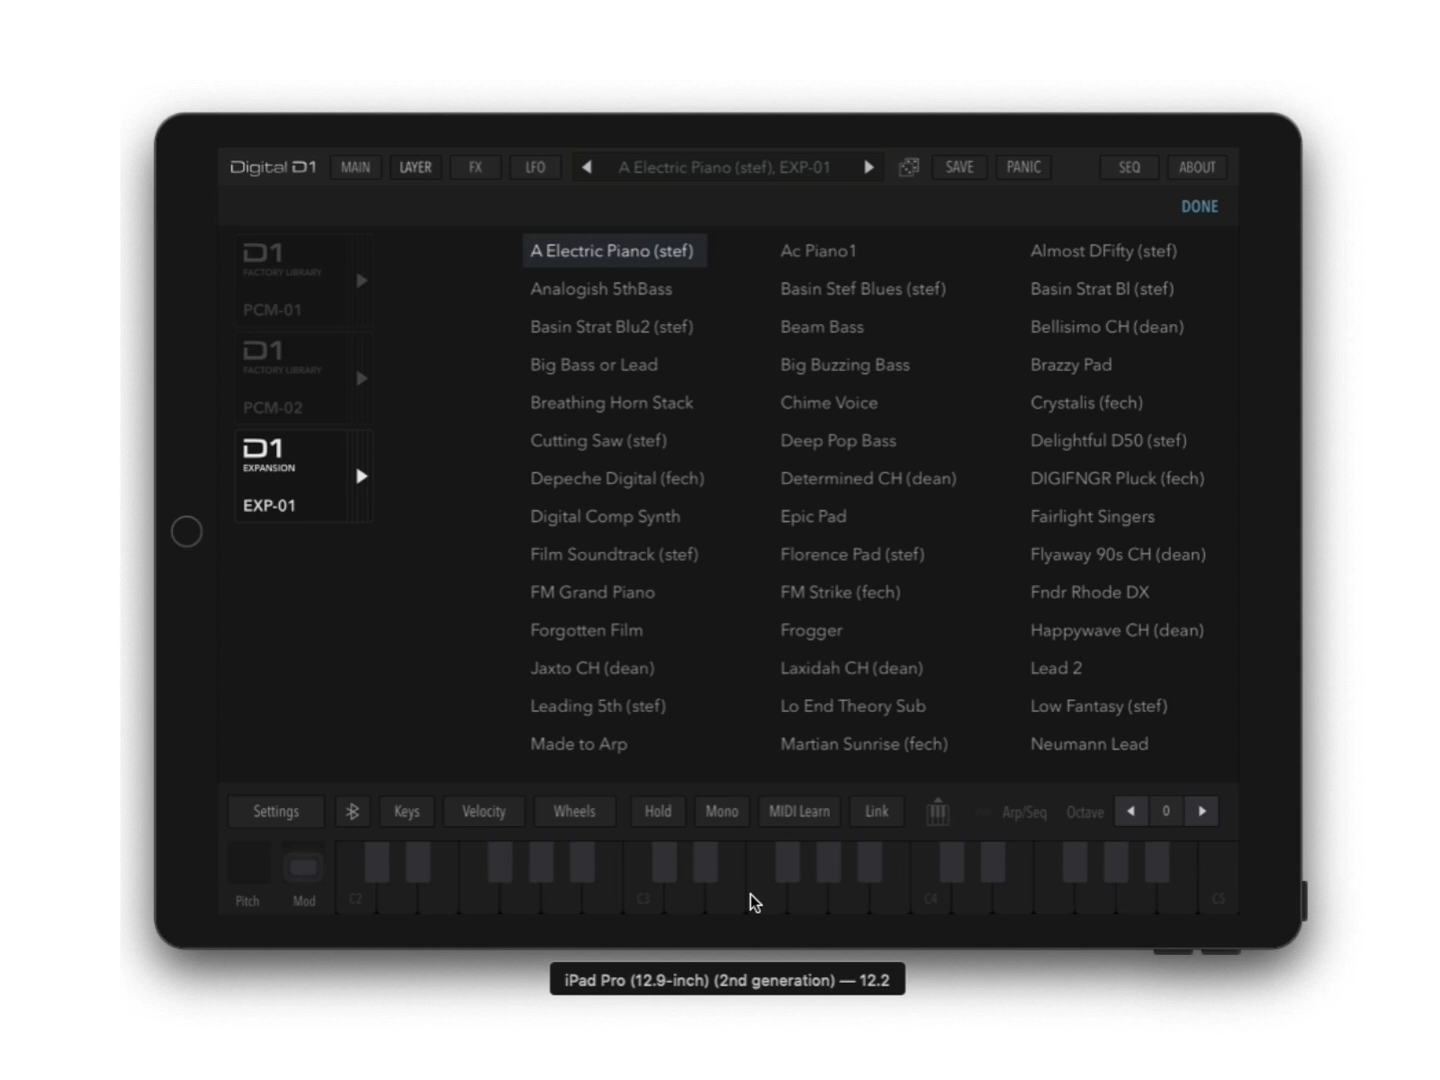 Digital D1 MAIN LAYER FX LFO A Electric Piano (stef), EXP-01 SAVE PANIC SEQ ABOUT
DONE
D1
FACTORY LIBRARY
PCM-01
D1
FACTORY LIBRARY
PCM-02
D1
EXPANSION
EXP-01
A Electric Piano (stef) Ac Piano1 Almost DFifty (stef)
Analogish 5thBass Basin Stef Blues (stef) Basin Strat Bl (stef)
Basin Strat Blu2 (stef) Beam Bass Bellisimo CH (dean)
Big Bass or Lead Big Buzzing Bass Brazzy Pad
Breathing Horn Stack Chime Voice Crystalis (fech)
Cutting Saw (stef) Deep Pop Bass Delightful D50 (stef)
Depeche Digital (fech) Determined CH (dean) DIGIFNGR Pluck (fech)
Digital Comp Synth Epic Pad Fairlight Singers
Film Soundtrack (stef) Florence Pad (stef) Flyaway 90s CH (dean)
FM Grand Piano FM Strike (fech) Fndr Rhode DX
Forgotten Film Frogger Happywave CH (dean)
Jaxto CH (dean) Laxidah CH (dean) Lead 2
Leading 5th (stef) Lo End Theory Sub Low Fantasy (stef)
Made to Arp Martian Sunrise (fech) Neumann Lead
Settings Keys Velocity Wheels Hold Mono MIDI Learn Link Arp/Seq Octave 0
Pitch Mod C2 C3 C4 C5
iPad Pro (12.9-inch) (2nd generation) — 12.2